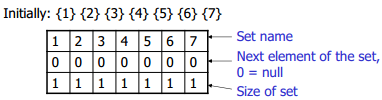 Initially: {1} {2} {3} {4} {5} {6} {7}
1 2 3 4 5 6 7
0 0 0 0 0 0 0
1 1 1 1 1 1 1
Set name
Next element of the set,
0 = null
Size of set